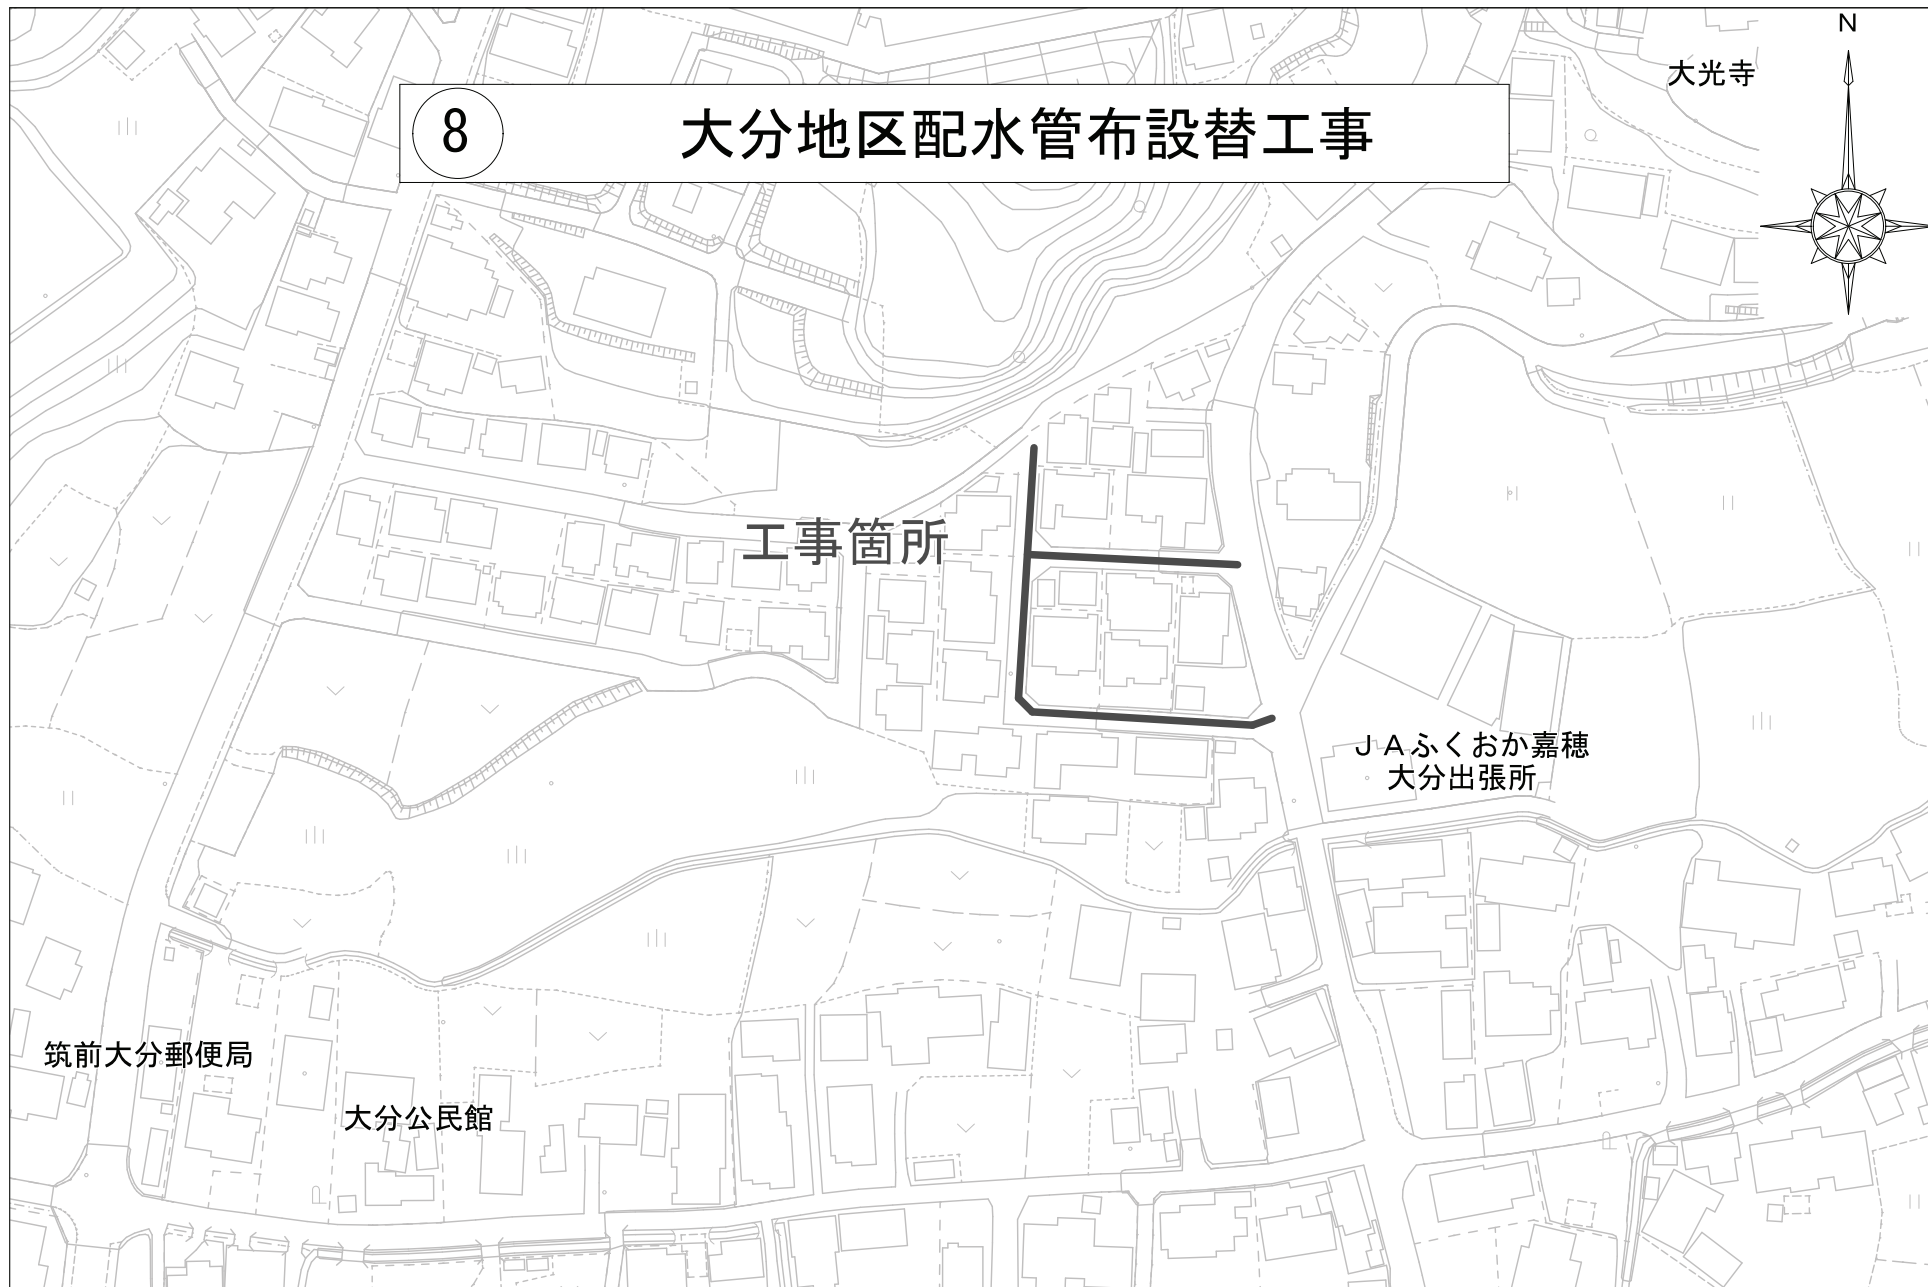 N
大光寺
8 大分地区配水管布設替工事
工事箇所
JAふくおか嘉穂
大分出張所
筑前大分郵便局
大分公民館